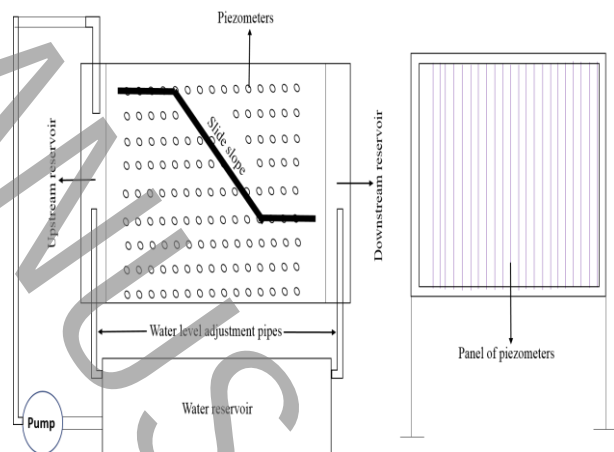 Piezometers
Slide slope
Upstream reservoir
Downstream reservoir
Water level adjustment pipes
Panel of piezometers
Water reservoir
Pump